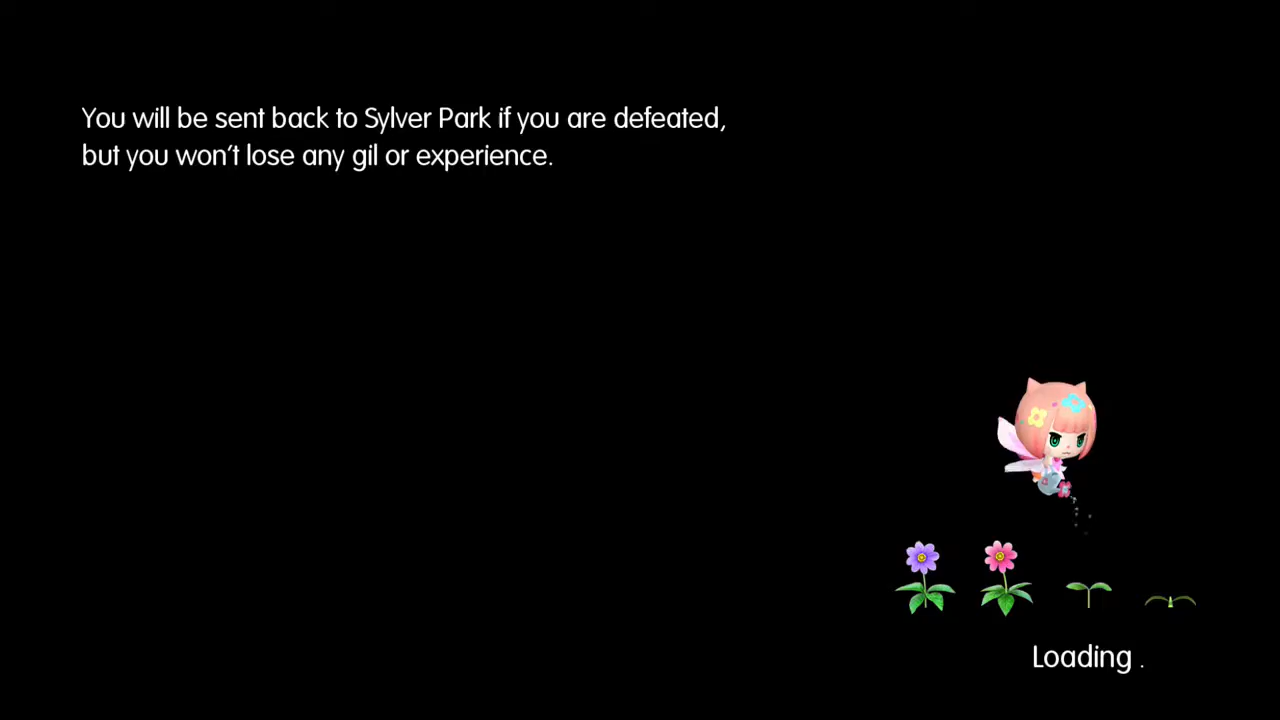 You will be sent back to Sylver Park if you are defeated,
but you won't lose any gil or experience.
Loading .